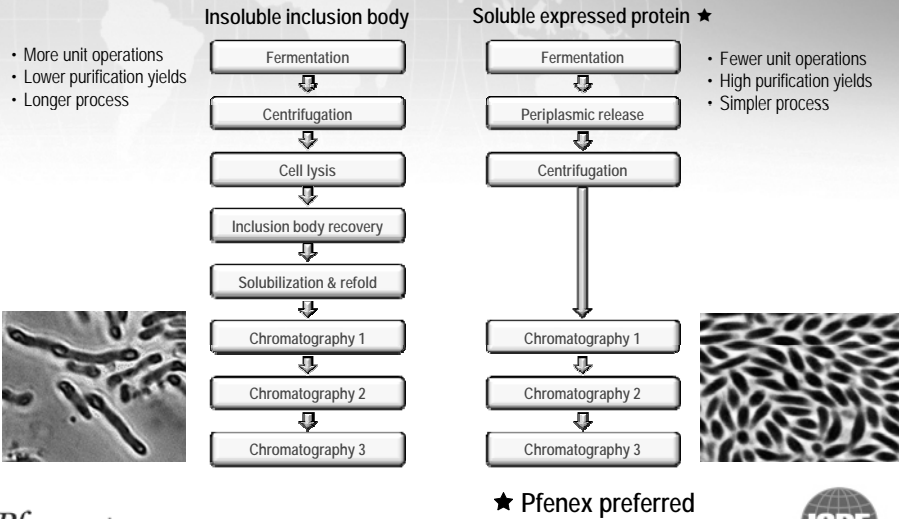 Insoluble inclusion body
Soluble expressed protein ★
• More unit operations
• Lower purification yields
• Longer process
Fermentation
Centrifugation
Cell lysis
Inclusion body recovery
Solubilization & refold
Chromatography 1
Chromatography 2
Chromatography 3
Fermentation
Periplasmic release
Centrifugation
Chromatography 1
Chromatography 2
Chromatography 3
• Fewer unit operations
• High purification yields
• Simpler process
★ Pfenex preferred